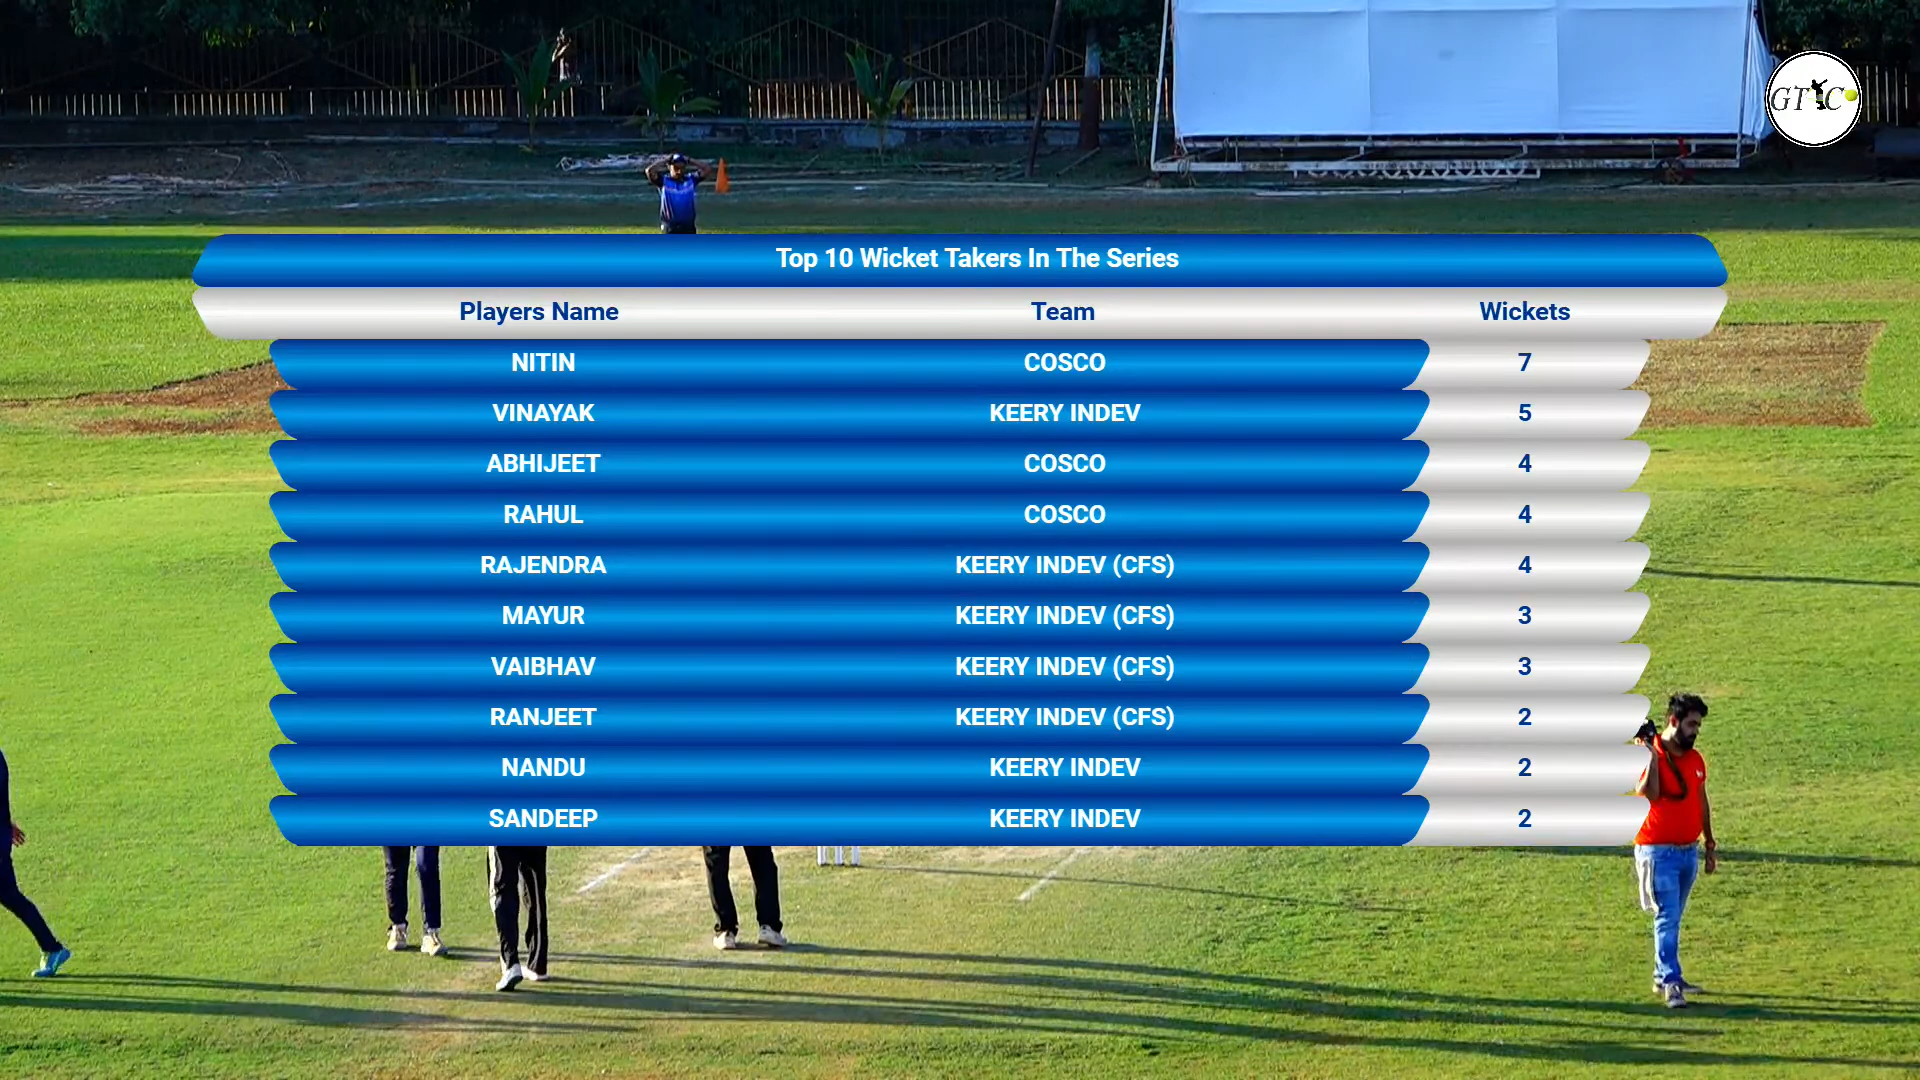 GTC
Top 10 Wicket Takers In The Series
Players Name Team Wickets
NITIN COSCO 7
VINAYAK KEERY INDEV 5
ABHIJEET COSCO 4
RAHUL COSCO 4
RAJENDRA KEERY INDEV (CFS) 4
MAYUR KEERY INDEV (CFS) 3
VAIBHAV KEERY INDEV (CFS) 3
RANJEET KEERY INDEV (CFS) 2
NANDU KEERY INDEV 2
SANDEEP KEERY INDEV 2